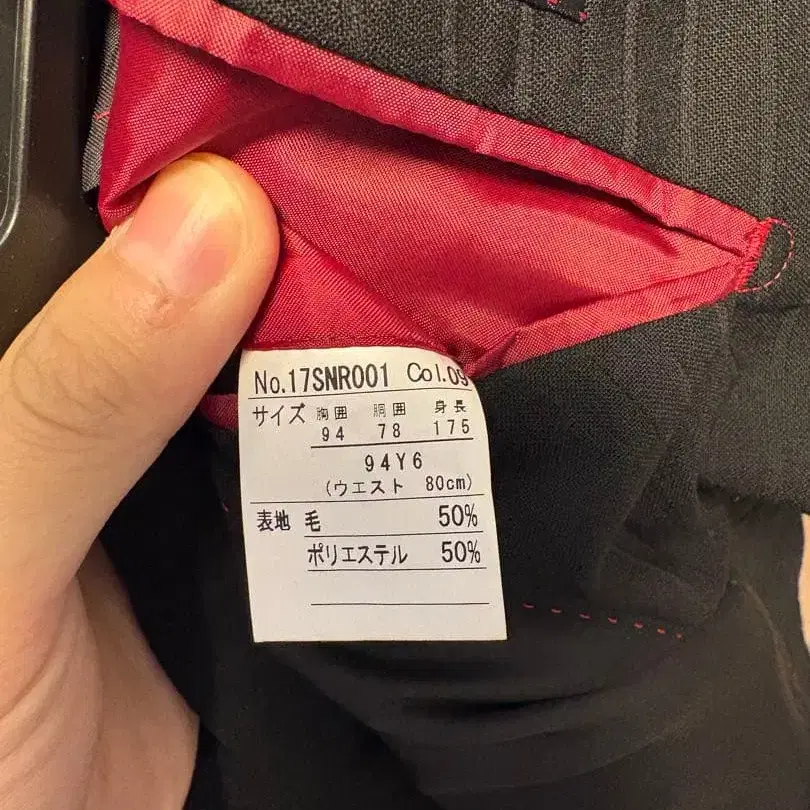 No.17SNR001 Col.09
サイズ 胸囲 胴囲 身長
94 78 175
94Y6
(ウエスト 80cm)
表地 毛 50%
ポリエステル 50%